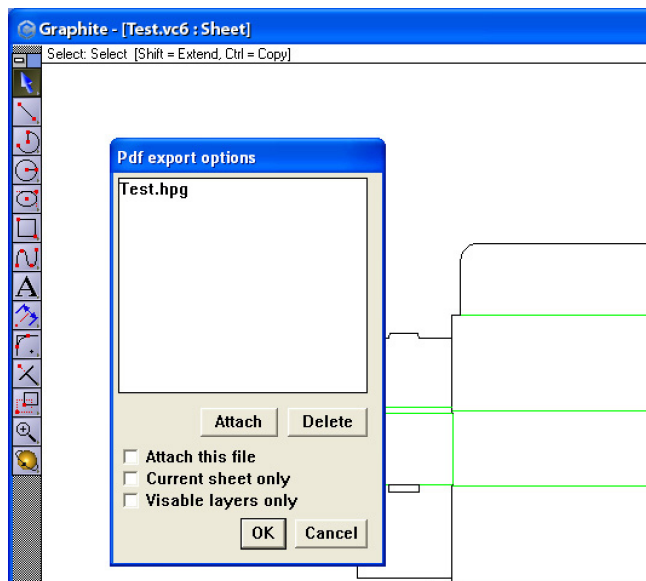 Graphite - [Test.vc6 : Sheet]
Select: Select [Shift = Extend, Ctrl = Copy]
A
Pdf export options
Test.hpg
Attach Delete
Attach this file
Current sheet only
Visable layers only
OK Cancel